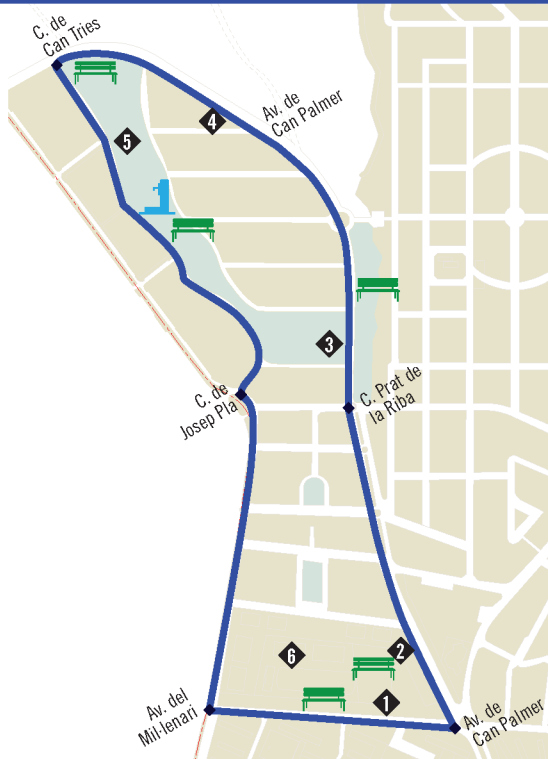 C. de
Can Tries
Av. de
Can Palmer
4
5
3
C. de
Josep Pla
C. Prat de
la Riba
2
6
1
Av. del
Mil·lenari
Av. de
Can Palmer